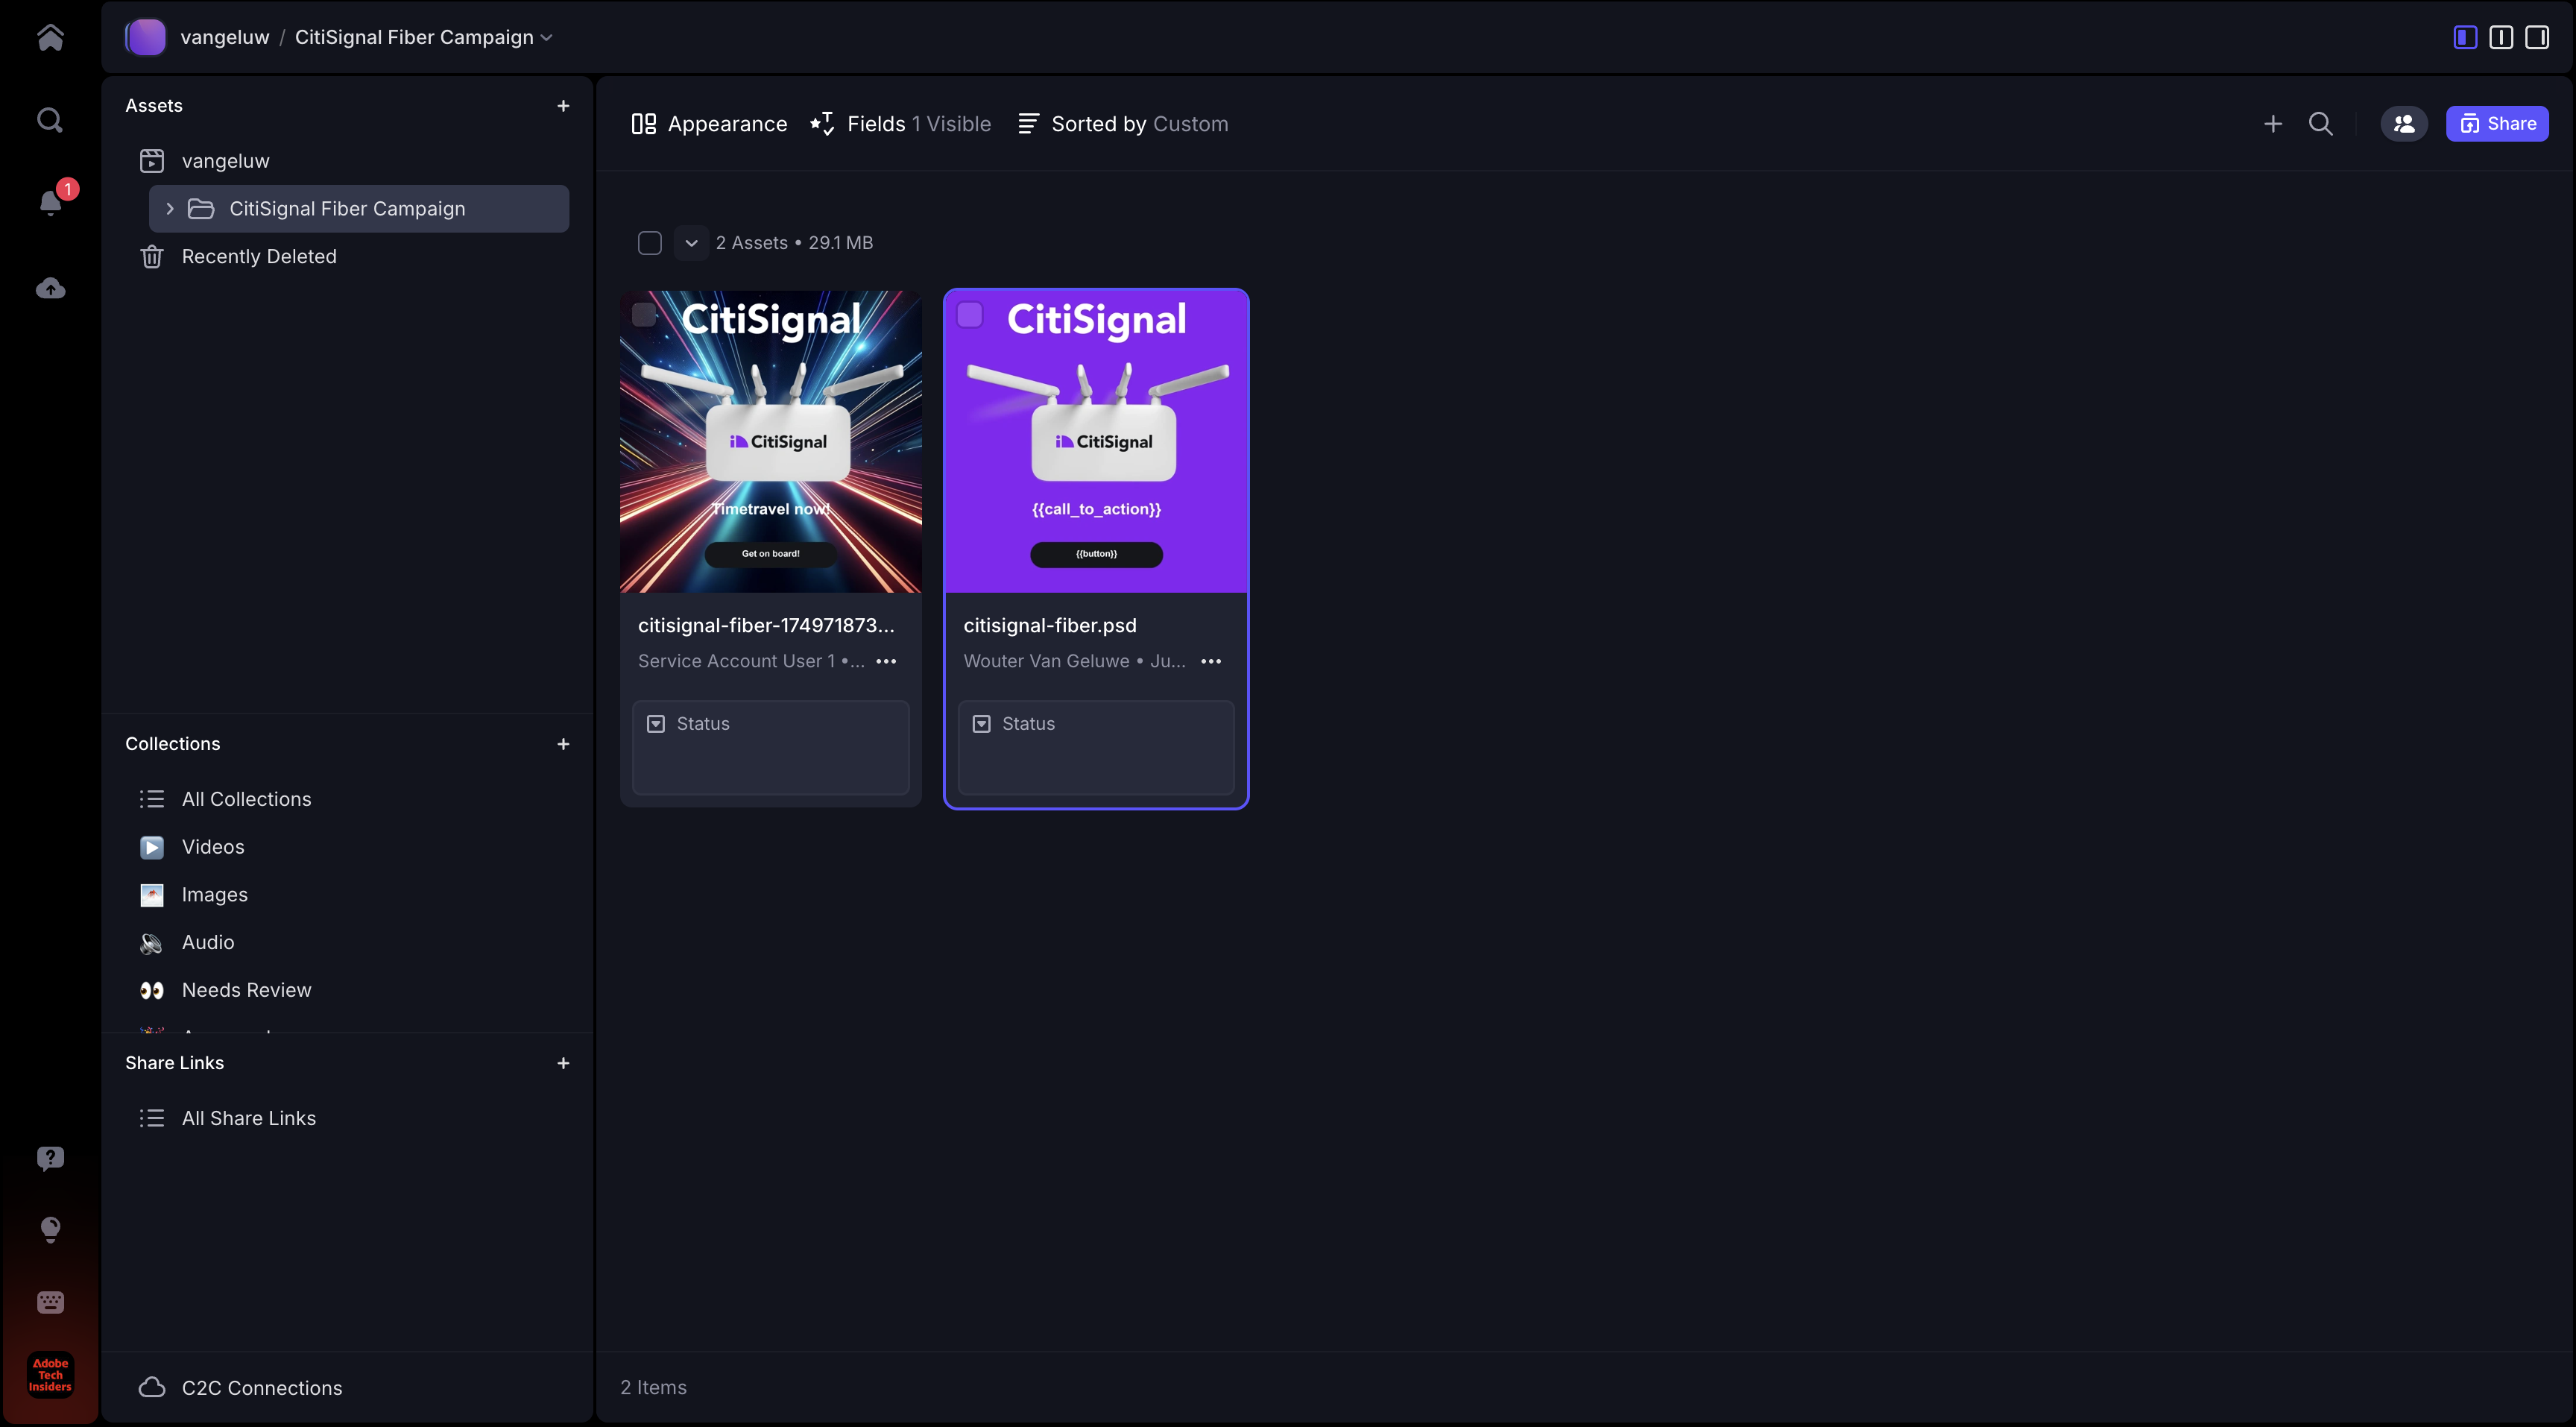 vangeluw / CitiSignal Fiber Campaign
1
Assets
vangeluw
CitiSignal Fiber Campaign
Recently Deleted
Collections
All Collections
Videos
Images
Audio
Needs Review
Share Links
All Share Links
C2C Connections
Adobe
Tech
Insiders
Appearance
Fields 1 Visible
Sorted by Custom
Share
2 Assets • 29.1 MB
CitiSignal
CitiSignal
Timetravel now!
Get on board!
citisignal-fiber-174971873...
Service Account User 1 •...
Status
CitiSignal
CitiSignal
{{call_to_action}}
{{button}}
citisignal-fiber.psd
Wouter Van Geluwe • Ju...
Status
2 Items